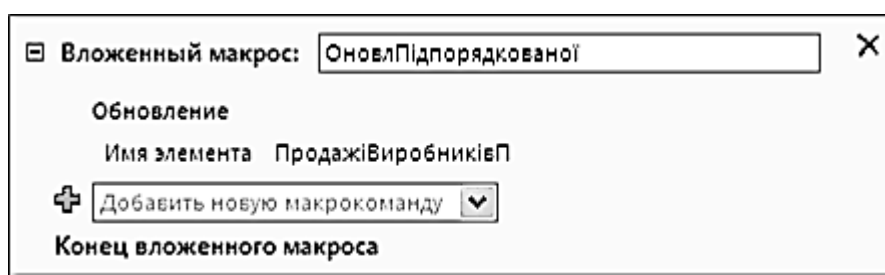 Вложенный макрос: ОновлПідпорядкованої
Обновление
Имя элемента ПродажіВиробниківП
Добавить новую макрокоманду
Конец вложенного макроса